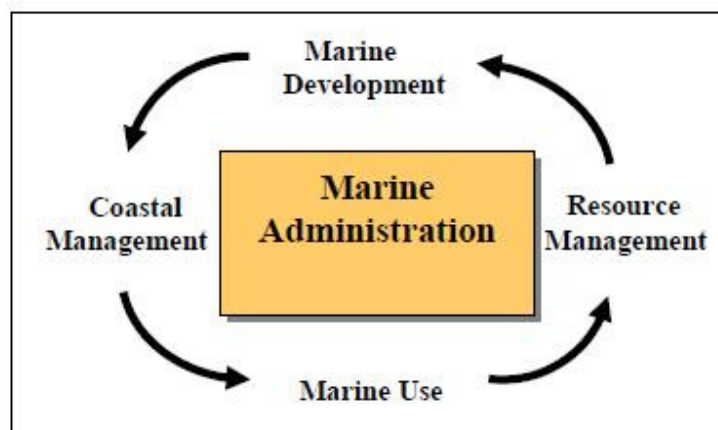 Marine
Development
Marine
Administration
Coastal
Management
Resource
Management
Marine Use